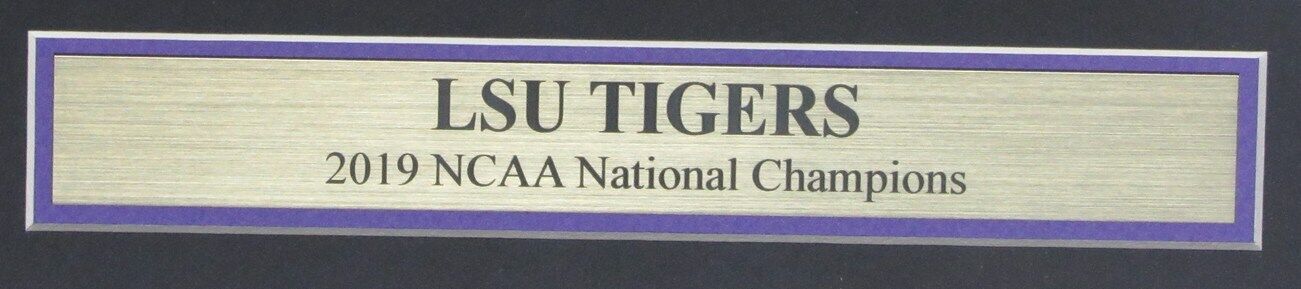 LSU TIGERS
2019 NCAA National Champions